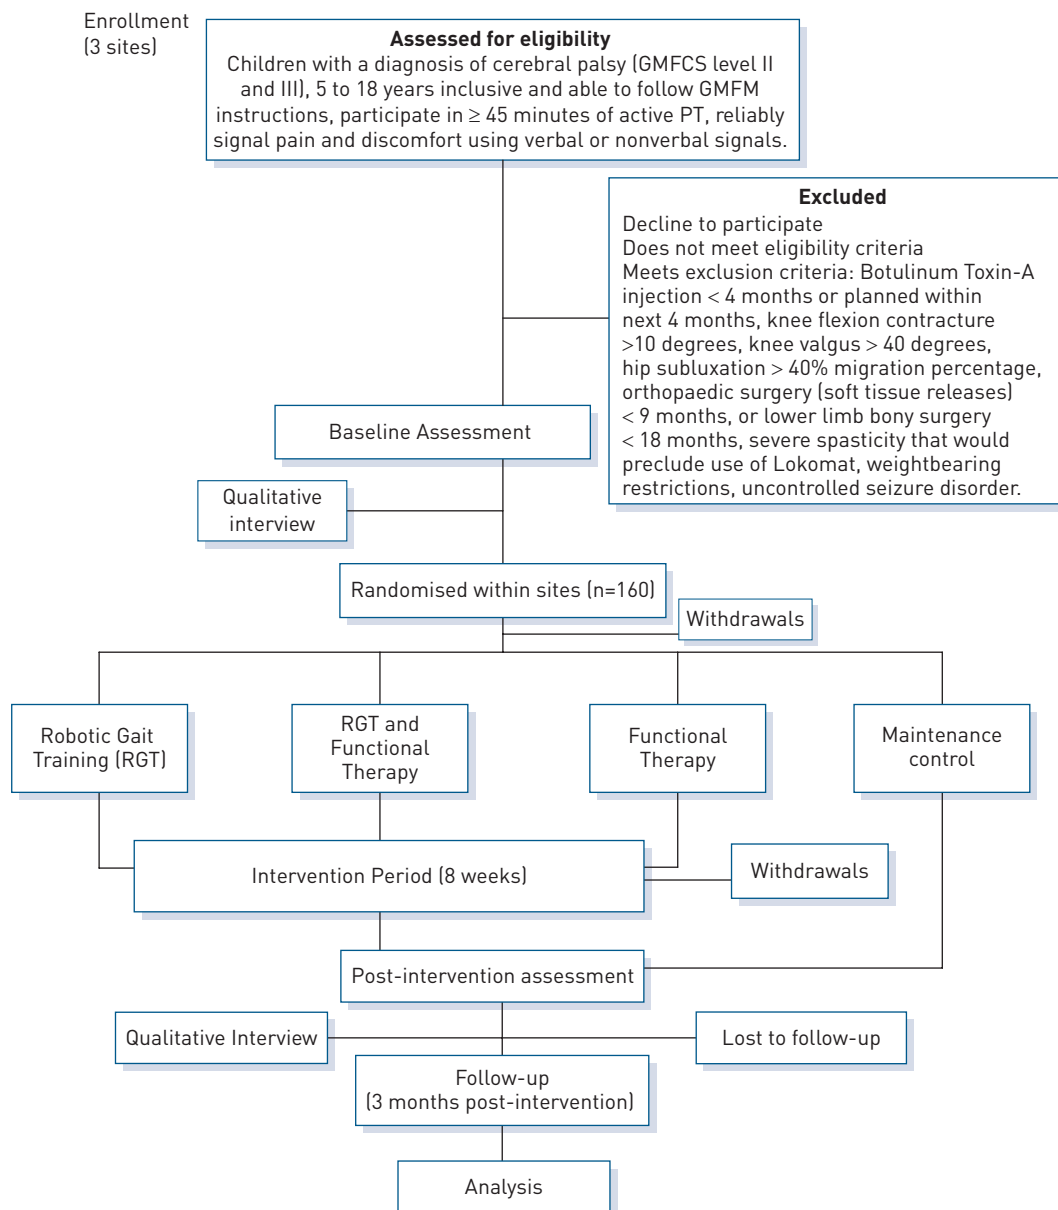 Enrollment
(3 sites)
Assessed for eligibility
Children with a diagnosis of cerebral palsy (GMFCS level II
and III), 5 to 18 years inclusive and able to follow GMFM
instructions, participate in ≥ 45 minutes of active PT, reliably
signal pain and discomfort using verbal or nonverbal signals.
Excluded
Decline to participate
Does not meet eligibility criteria
Meets exclusion criteria: Botulinum Toxin-A
injection < 4 months or planned within
next 4 months, knee flexion contracture
>10 degrees, knee valgus > 40 degrees,
hip subluxation > 40% migration percentage,
orthopaedic surgery (soft tissue releases)
< 9 months, or lower limb bony surgery
< 18 months, severe spasticity that would
preclude use of Lokomat, weightbearing
restrictions, uncontrolled seizure disorder.
Baseline Assessment
Qualitative
interview
Randomised within sites (n=160)
Withdrawals
Robotic Gait
Training (RGT)
RGT and
Functional
Therapy
Functional
Therapy
Maintenance
control
Intervention Period (8 weeks)
Withdrawals
Post-intervention assessment
Qualitative Interview
Lost to follow-up
Follow-up
(3 months post-intervention)
Analysis